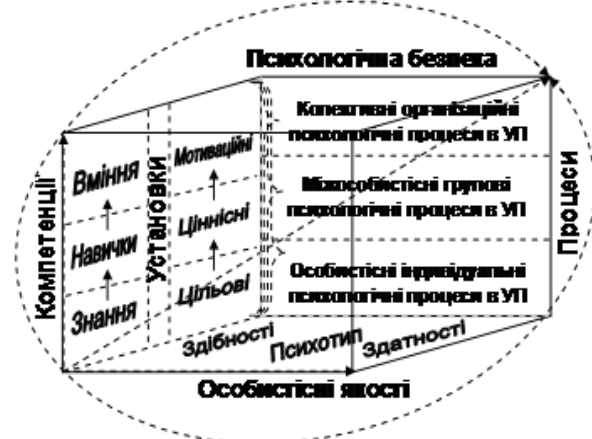 Психологічна безпека
Колективні організаційні
психологічні процеси в УП
Міжособистісні групові
психологічні процеси в УП
Особистісні індивідуальні
психологічні процеси в УП
Процеси
Компетенції
Вміння
Навички
Знання
Установки
Мотиваційні
Ціннісні
Цільові
Здібності
Психотип
Здатності
Особистісні якості